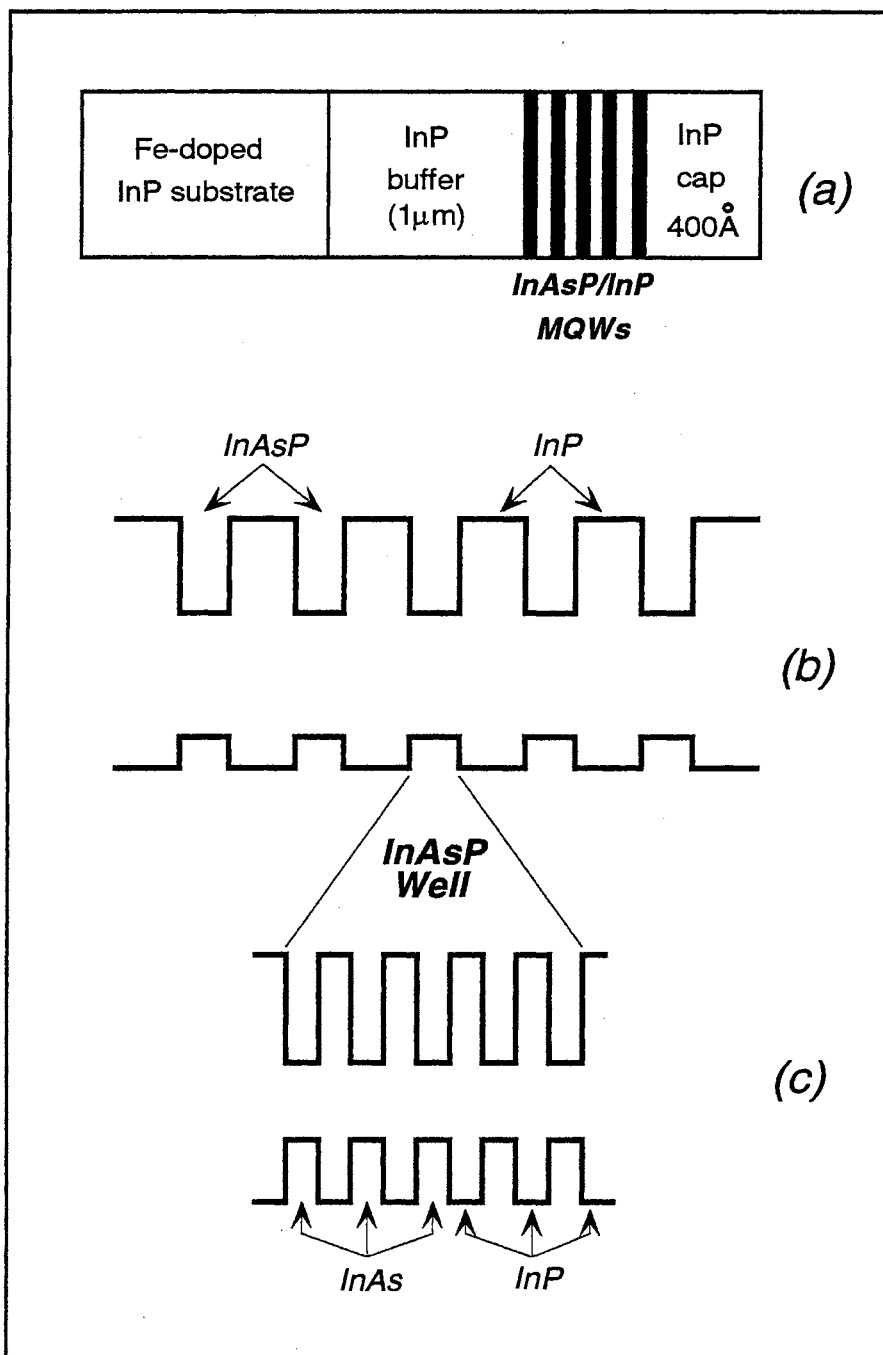 Fe-doped
InP substrate
InP
buffer
(1μm)
InP
cap
400Å
(a)
InAsP/InP
MQWs
InAsP
InP
(b)
InAsP
Well
(c)
InAs
InP